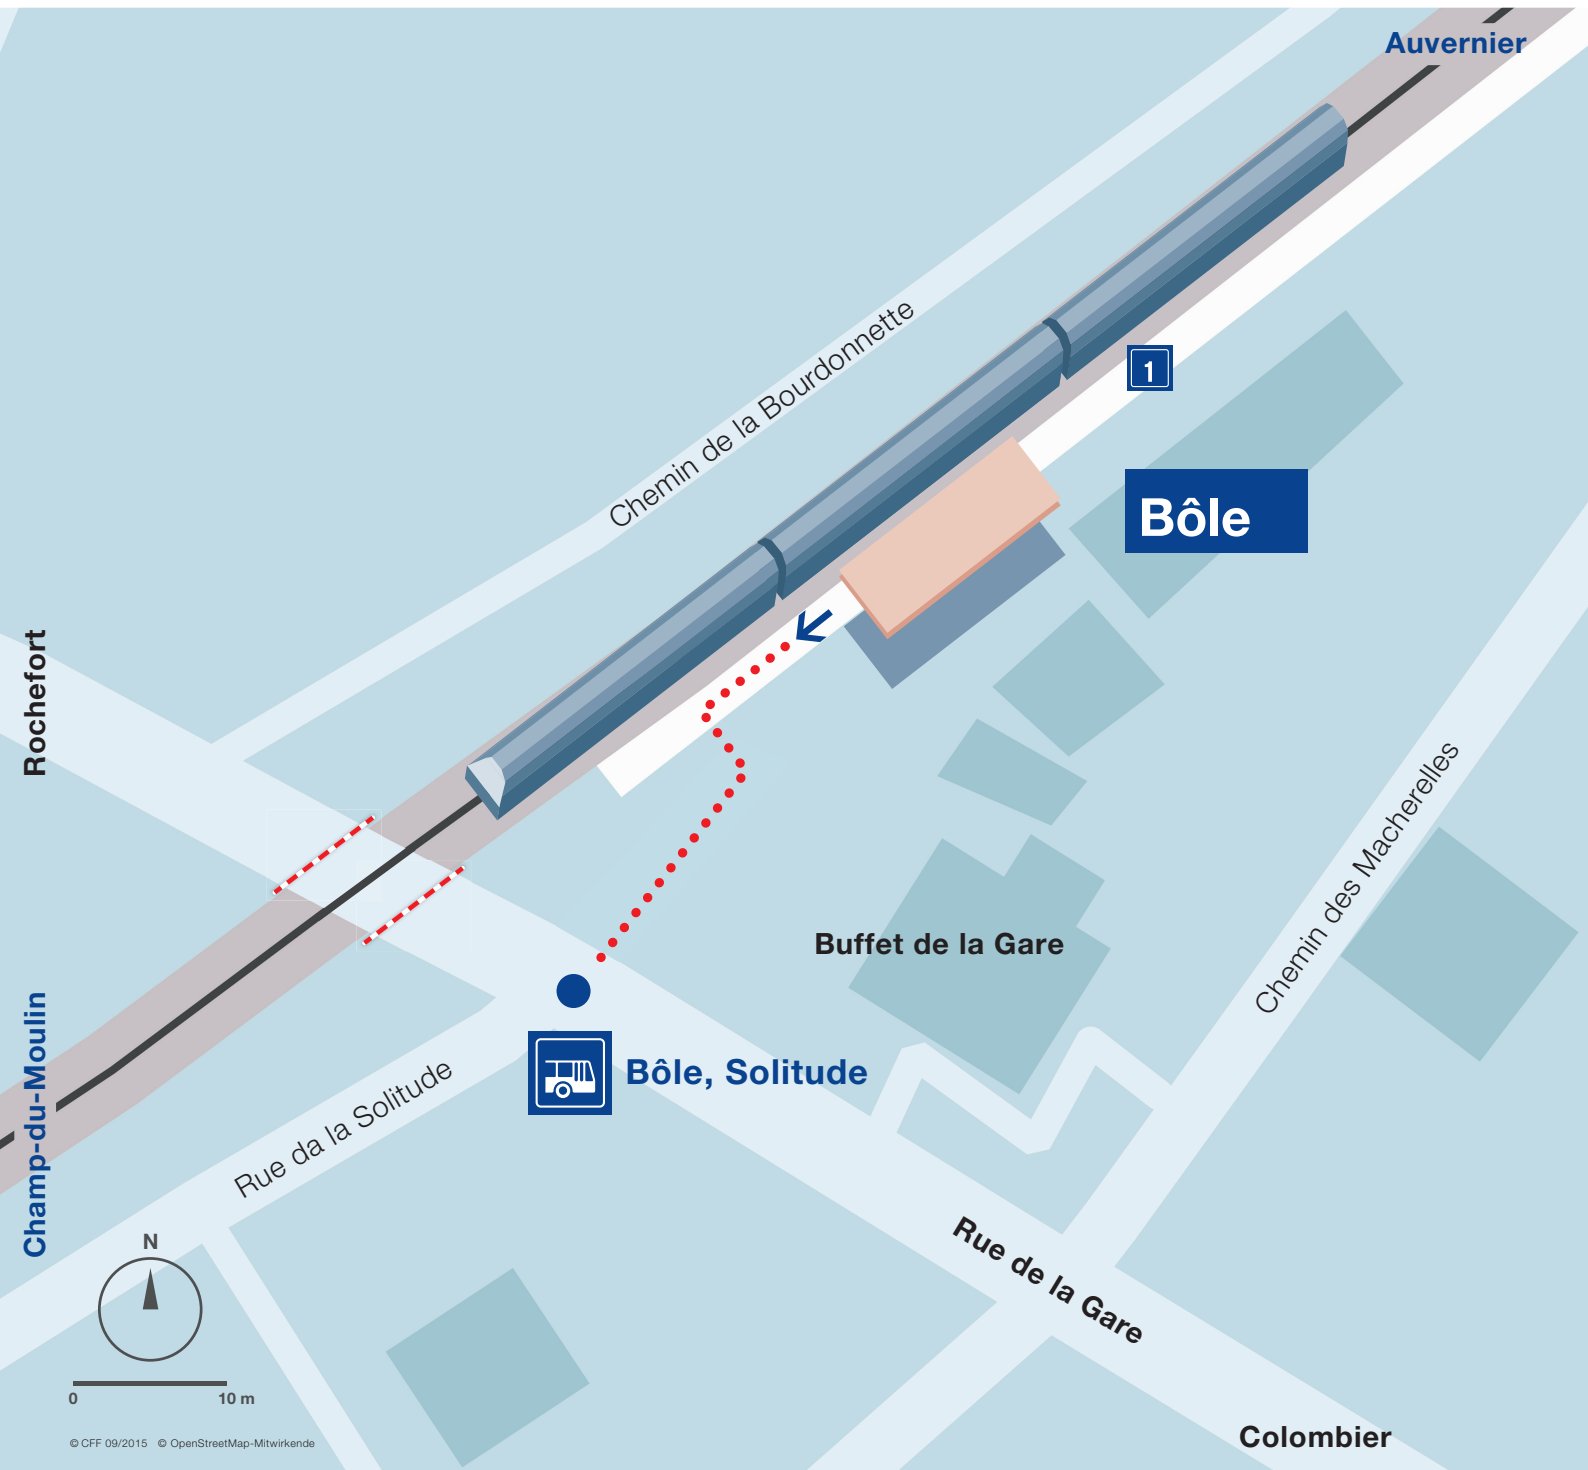 Auvernier
Chemin de la Bourdonnette
1
Bôle
Rochefort
Chemin des Macherelles
Buffet de la Gare
Champ-du-Moulin
Bôle, Solitude
Rue da la Solitude
Rue de la Gare
N
0 10 m
Colombier
© CFF 09/2015 © OpenStreetMap-Mitwirkende